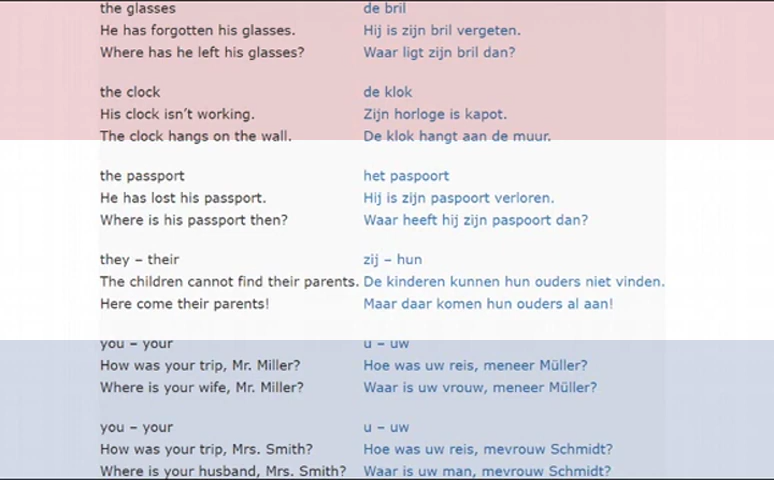 the glasses de bril
He has forgotten his glasses. Hij is zijn bril vergeten.
Where has he left his glasses? Waar ligt zijn bril dan?
the clock de klok
His clock isn’t working. Zijn horloge is kapot.
The clock hangs on the wall. De klok hangt aan de muur.
the passport het paspoort
He has lost his passport. Hij is zijn paspoort verloren.
Where is his passport then? Waar heeft hij zijn paspoort dan?
they – their zij – hun
The children cannot find their parents. De kinderen kunnen hun ouders niet vinden.
Here come their parents! Maar daar komen hun ouders al aan!
you – your u – uw
How was your trip, Mr. Miller? Hoe was uw reis, meneer Müller?
Where is your wife, Mr. Miller? Waar is uw vrouw, meneer Müller?
you – your u – uw
How was your trip, Mrs. Smith? Hoe was uw reis, mevrouw Schmidt?
Where is your husband, Mrs. Smith? Waar is uw man, mevrouw Schmidt?